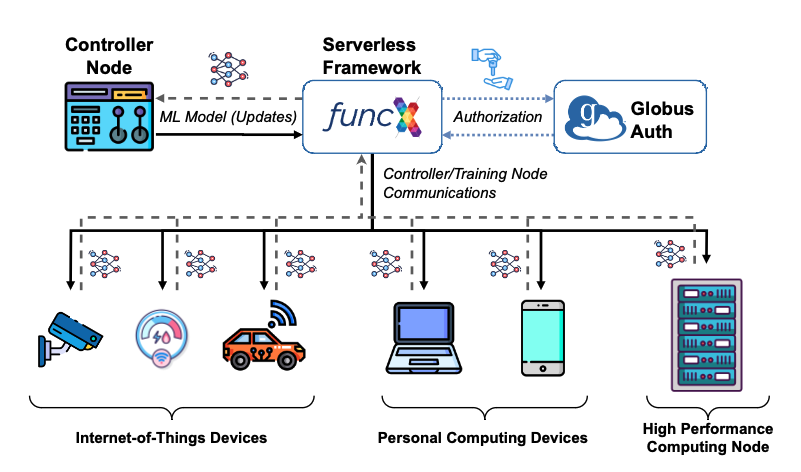 Controller
Node
Serverless
Framework
ML Model (Updates)
funcX
Authorization
g
Globus
Auth
Controller/Training Node
Communications
Internet-of-Things Devices
Personal Computing Devices
High Performance
Computing Node